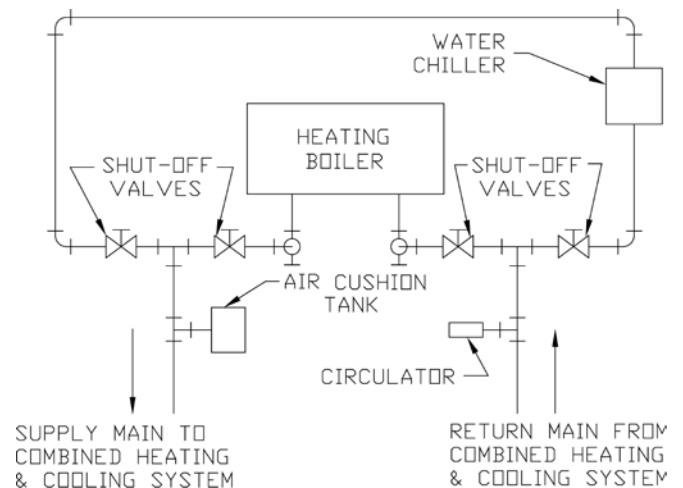 WATER
CHILLER
HEATING
BOILER
SHUT-OFF
VALVES
SHUT-OFF
VALVES
AIR CUSHION
TANK
CIRCULATOR
SUPPLY MAIN TO
COMBINED HEATING
& COOLING SYSTEM
RETURN MAIN FROM
COMBINED HEATING
& COOLING SYSTEM